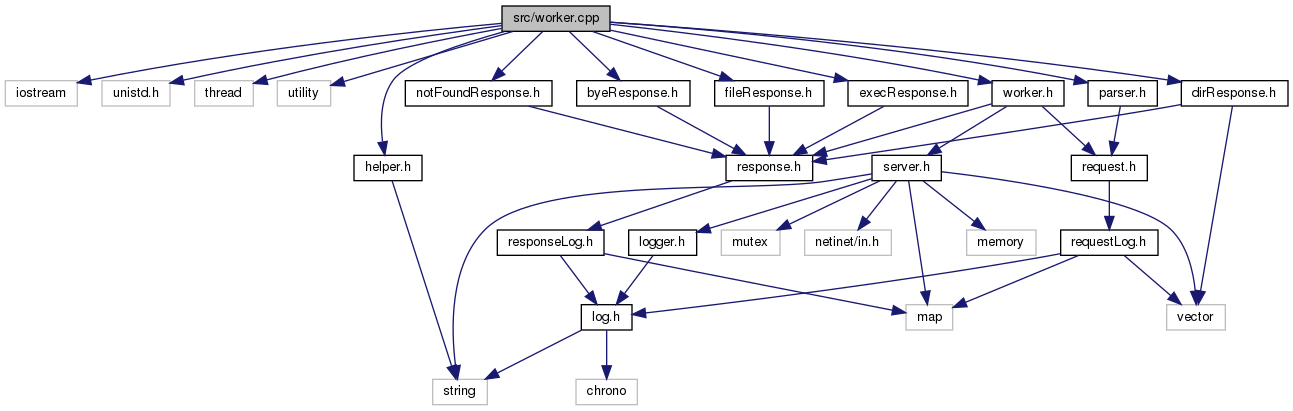 src/worker.cpp
iostream
unistd.h
thread
utility
notFoundResponse.h
byeResponse.h
fileResponse.h
execResponse.h
worker.h
parser.h
dirResponse.h
helper.h
response.h
server.h
request.h
responseLog.h
logger.h
mutex
netinet/in.h
memory
requestLog.h
log.h
map
vector
string
chrono